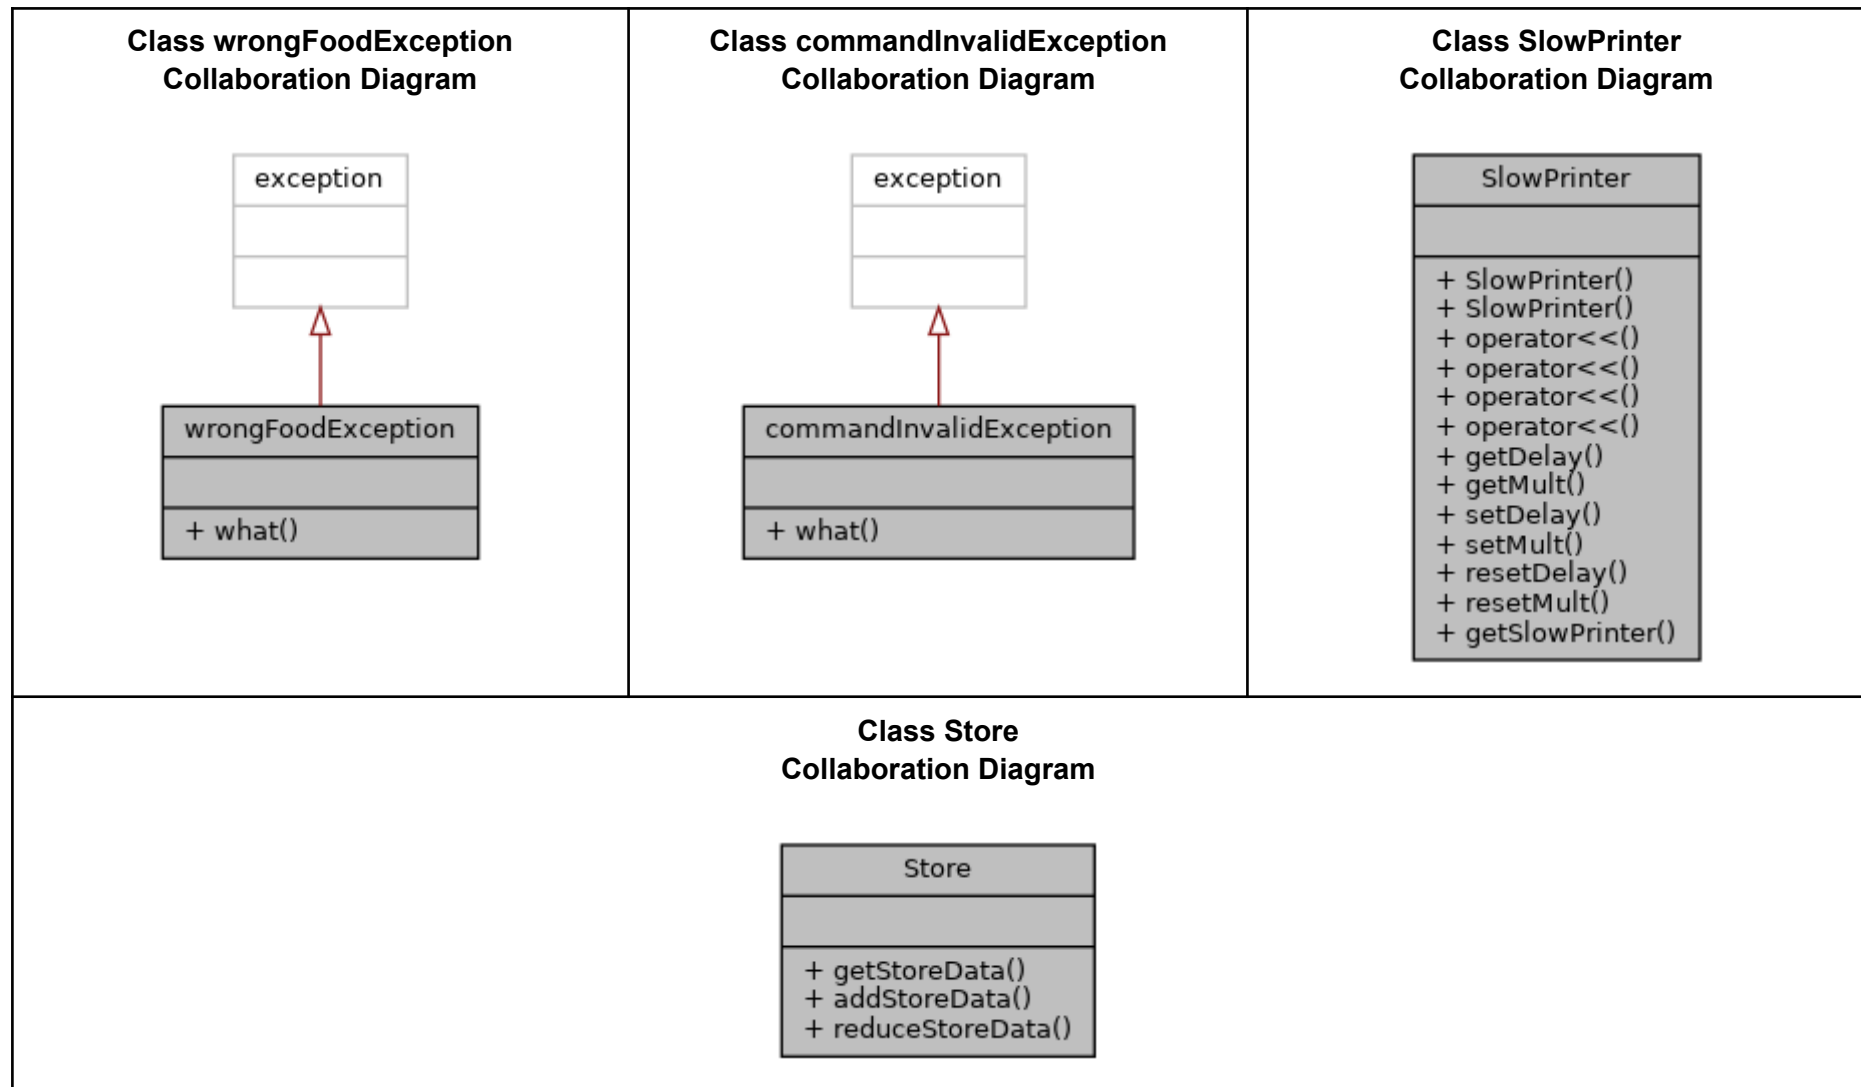 Class wrongFoodException
Collaboration Diagram
exception
wrongFoodException
+ what()
Class commandInvalidException
Collaboration Diagram
exception
commandInvalidException
+ what()
Class SlowPrinter
Collaboration Diagram
SlowPrinter
+ SlowPrinter()
+ SlowPrinter()
+ operator<<()
+ operator<<()
+ operator<<()
+ operator<<()
+ getDelay()
+ getMult()
+ setDelay()
+ setMult()
+ resetDelay()
+ resetMult()
+ getSlowPrinter()
Class Store
Collaboration Diagram
Store
+ getStoreData()
+ addStoreData()
+ reduceStoreData()